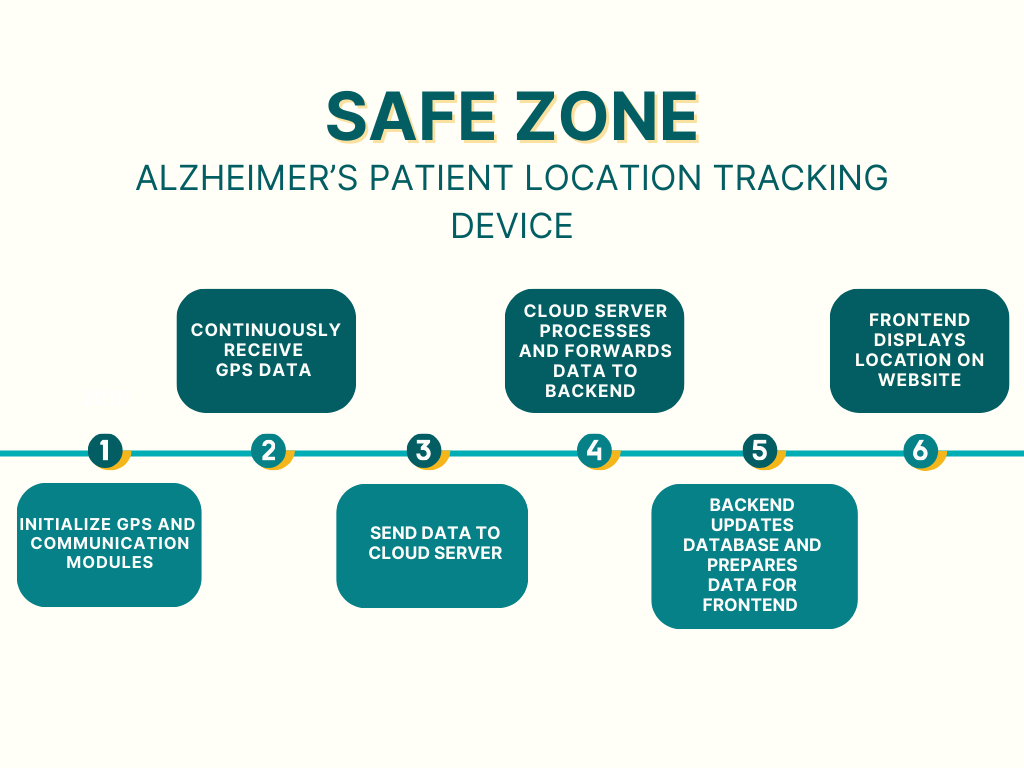 SAFE ZONE
ALZHEIMER’S PATIENT LOCATION TRACKING
DEVICE
1
INITIALIZE GPS AND
COMMUNICATION
MODULES
2
CONTINUOUSLY
RECEIVE
GPS DATA
3
SEND DATA TO
CLOUD SERVER
4
CLOUD SERVER
PROCESSES
AND FORWARDS
DATA TO
BACKEND
5
BACKEND
UPDATES
DATABASE AND
PREPARES
DATA FOR
FRONTEND
6
FRONTEND
DISPLAYS
LOCATION ON
WEBSITE